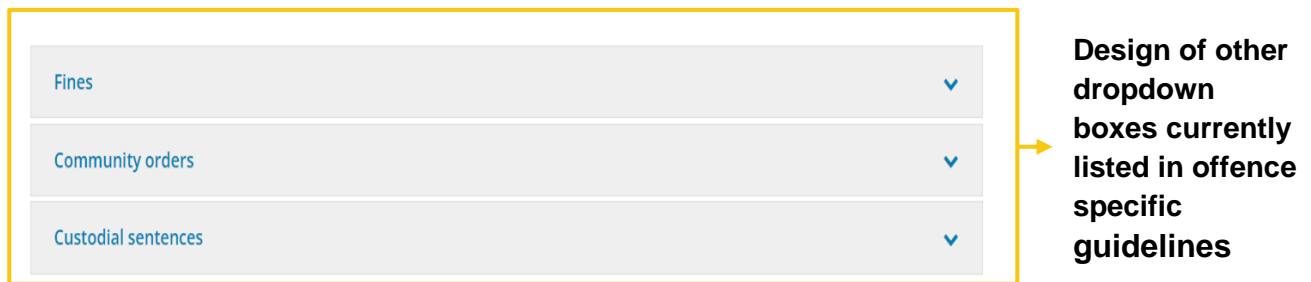 Fines
Community orders
Custodial sentences
Design of other
dropdown
boxes currently
listed in offence
specific
guidelines